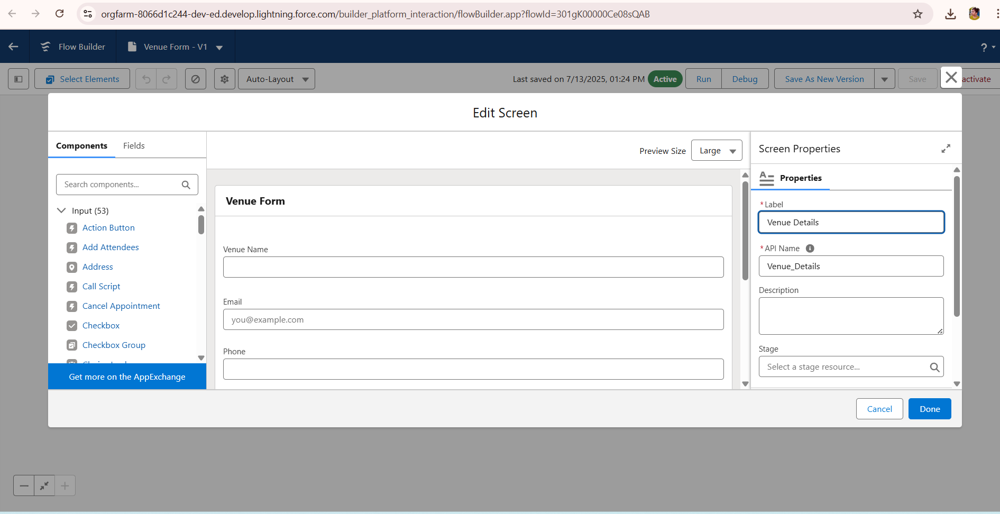 orgfarm-8066d1c244-dev-ed.develop.lightning.force.com/builder_platform_interaction/flowBuilder.app?flowId=301gK00000Ce08sQAB
Flow Builder
Venue Form - V1
?
Select Elements
Auto-Layout
Last saved on 7/13/2025, 01:24 PM
Active
Run
Debug
Save As New Version
Save
activate
Edit Screen
Components
Fields
Search components...
Input (53)
Action Button
Add Attendees
Address
Call Script
Cancel Appointment
Checkbox
Checkbox Group
Get more on the AppExchange
Preview Size
Large
Venue Form
Venue Name
Email
you@example.com
Phone
Screen Properties
Properties
*Label
Venue Details
*API Name
Venue_Details
Description
Stage
Select a stage resource...
Cancel
Done